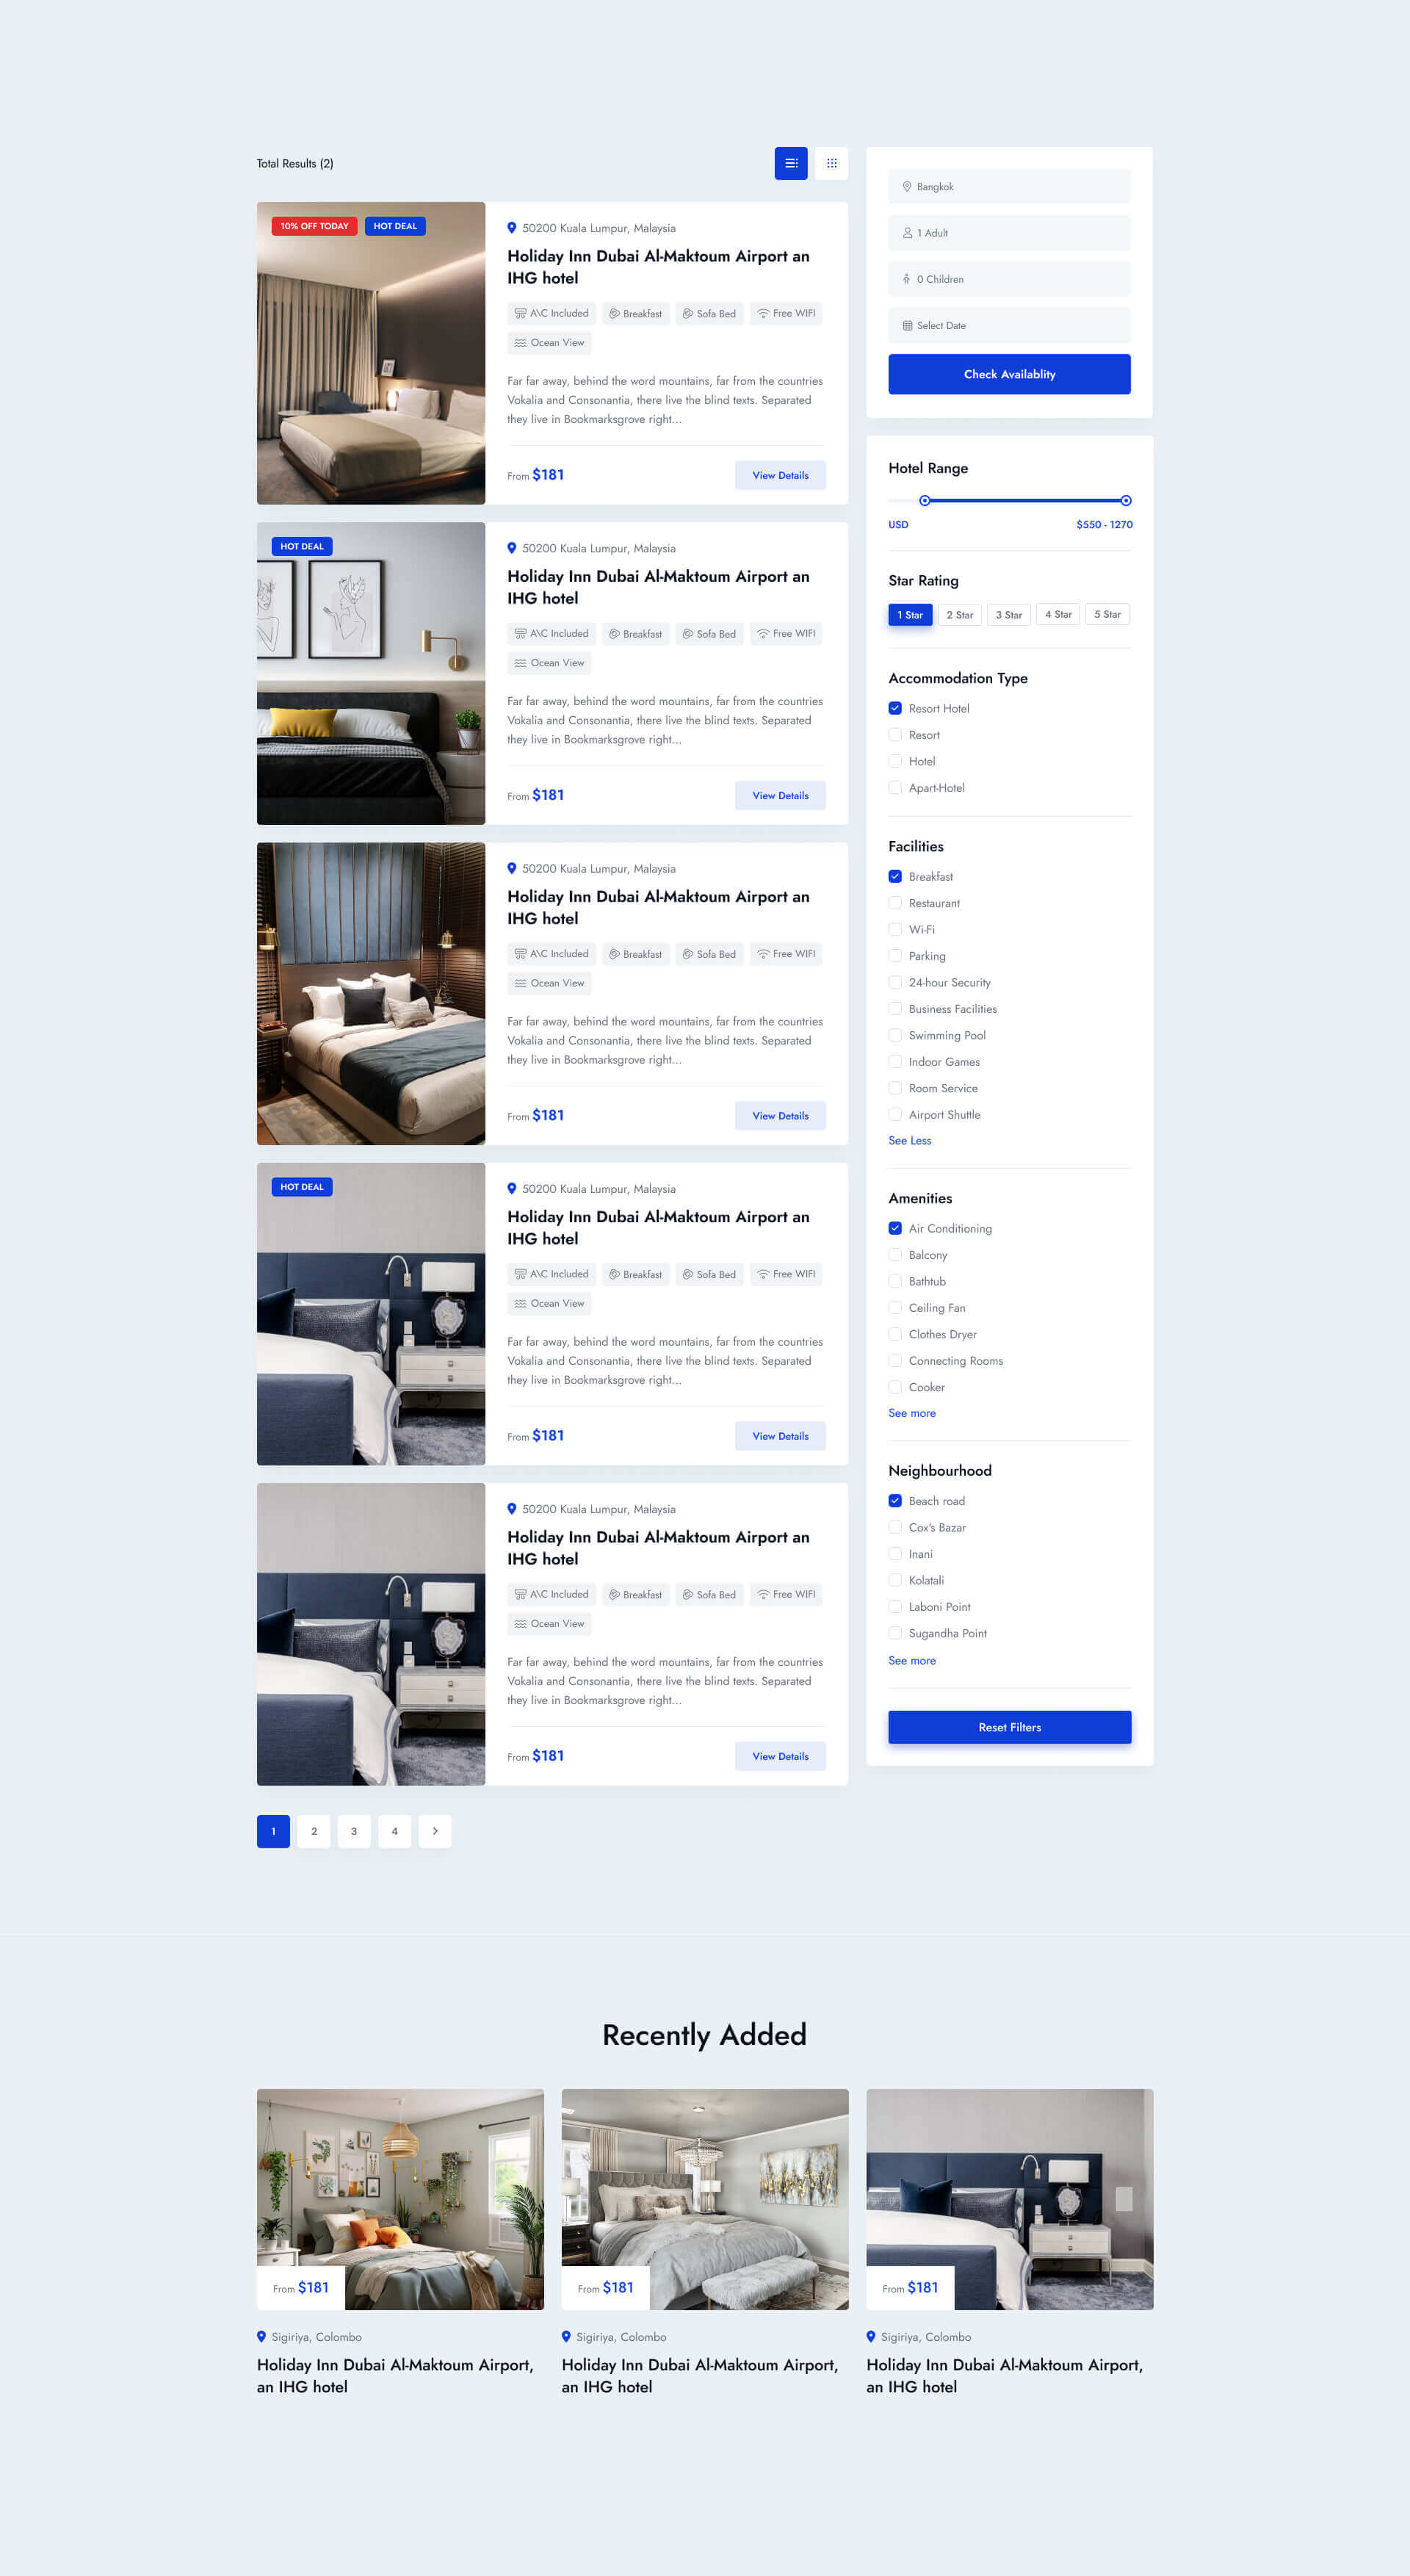 Total Results (2)
10% OFF TODAY
HOT DEAL
50200 Kuala Lumpur, Malaysia
Holiday Inn Dubai Al-Maktoum Airport an
IHG hotel
A\C Included
Breakfast
Sofa Bed
Free WIFI
Ocean View
Far far away, behind the word mountains, far from the countries
Vokalia and Consonantia, there live the blind texts. Separated
they live in Bookmarksgrove right...
From $181
View Details
HOT DEAL
50200 Kuala Lumpur, Malaysia
Holiday Inn Dubai Al-Maktoum Airport an
IHG hotel
A\C Included
Breakfast
Sofa Bed
Free WIFI
Ocean View
Far far away, behind the word mountains, far from the countries
Vokalia and Consonantia, there live the blind texts. Separated
they live in Bookmarksgrove right...
From $181
View Details
50200 Kuala Lumpur, Malaysia
Holiday Inn Dubai Al-Maktoum Airport an
IHG hotel
A\C Included
Breakfast
Sofa Bed
Free WIFI
Ocean View
Far far away, behind the word mountains, far from the countries
Vokalia and Consonantia, there live the blind texts. Separated
they live in Bookmarksgrove right...
From $181
View Details
HOT DEAL
50200 Kuala Lumpur, Malaysia
Holiday Inn Dubai Al-Maktoum Airport an
IHG hotel
A\C Included
Breakfast
Sofa Bed
Free WIFI
Ocean View
Far far away, behind the word mountains, far from the countries
Vokalia and Consonantia, there live the blind texts. Separated
they live in Bookmarksgrove right...
From $181
View Details
50200 Kuala Lumpur, Malaysia
Holiday Inn Dubai Al-Maktoum Airport an
IHG hotel
A\C Included
Breakfast
Sofa Bed
Free WIFI
Ocean View
Far far away, behind the word mountains, far from the countries
Vokalia and Consonantia, there live the blind texts. Separated
they live in Bookmarksgrove right...
From $181
View Details
1
2
3
4
Bangkok
1 Adult
0 Children
Select Date
Check Availablity
Hotel Range
USD
$550 - 1270
Star Rating
1 Star
2 Star
3 Star
4 Star
5 Star
Accommodation Type
Resort Hotel
Resort
Hotel
Apart-Hotel
Facilities
Breakfast
Restaurant
Wi-Fi
Parking
24-hour Security
Business Facilities
Swimming Pool
Indoor Games
Room Service
Airport Shuttle
See Less
Amenities
Air Conditioning
Balcony
Bathtub
Ceiling Fan
Clothes Dryer
Connecting Rooms
Cooker
See more
Neighbourhood
Beach road
Cox's Bazar
Inani
Kolatali
Laboni Point
Sugandha Point
See more
Reset Filters
Recently Added
From $181
Sigiriya, Colombo
Holiday Inn Dubai Al-Maktoum Airport,
an IHG hotel
From $181
Sigiriya, Colombo
Holiday Inn Dubai Al-Maktoum Airport,
an IHG hotel
From $181
Sigiriya, Colombo
Holiday Inn Dubai Al-Maktoum Airport,
an IHG hotel